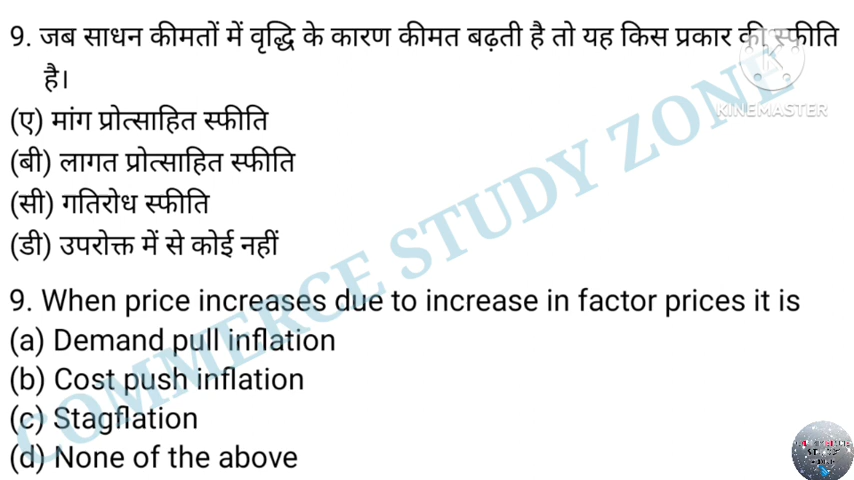 9. जब साधन कीमतों में वृद्धि के कारण कीमत बढ़ती है तो यह किस प्रकार की स्फीति
है।
(ए) मांग प्रोत्साहित स्फीति
(बी) लागत प्रोत्साहित स्फीति
(सी) गतिरोध स्फीति
(डी) उपरोक्त में से कोई नहीं
9. When price increases due to increase in factor prices it is
(a) Demand pull inflation
(b) Cost push inflation
(c) Stagflation
(d) None of the above
COMMERCE STUDY ZONE
KINEMASTER